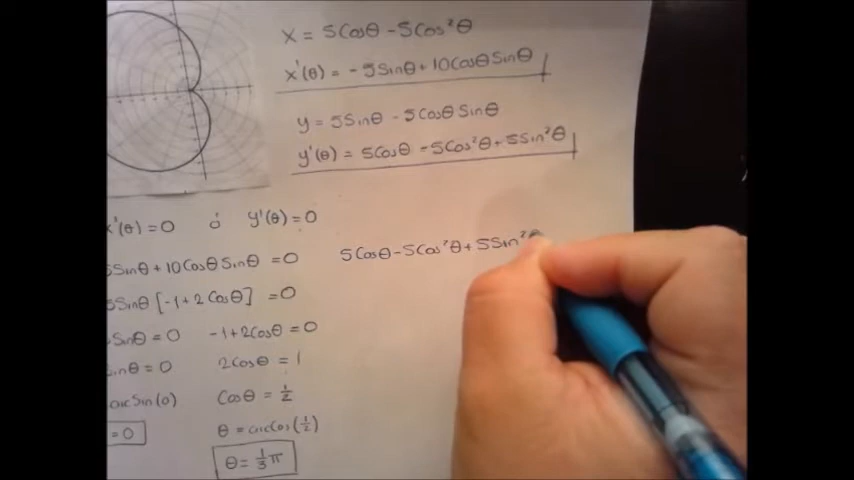 x = 5Cosθ - 5Cos²θ
x'(θ) = -5Sinθ + 10CosθSinθ
y = 5Sinθ - 5CosθSinθ
y'(θ) = 5Cosθ - 5Cos²θ + 5Sin²θ
x'(θ) = 0 ó y'(θ) = 0
5Sinθ + 10CosθSinθ = 0 5Cosθ - 5Cos²θ + 5Sin²θ
5Sinθ [-1 + 2Cosθ] = 0
Sinθ = 0 -1 + 2Cosθ = 0
Sinθ = 0 2Cosθ = 1
arcSin(0) Cosθ = 1/2
= 0 θ = arcCos(1/2)
θ = 1/3 π